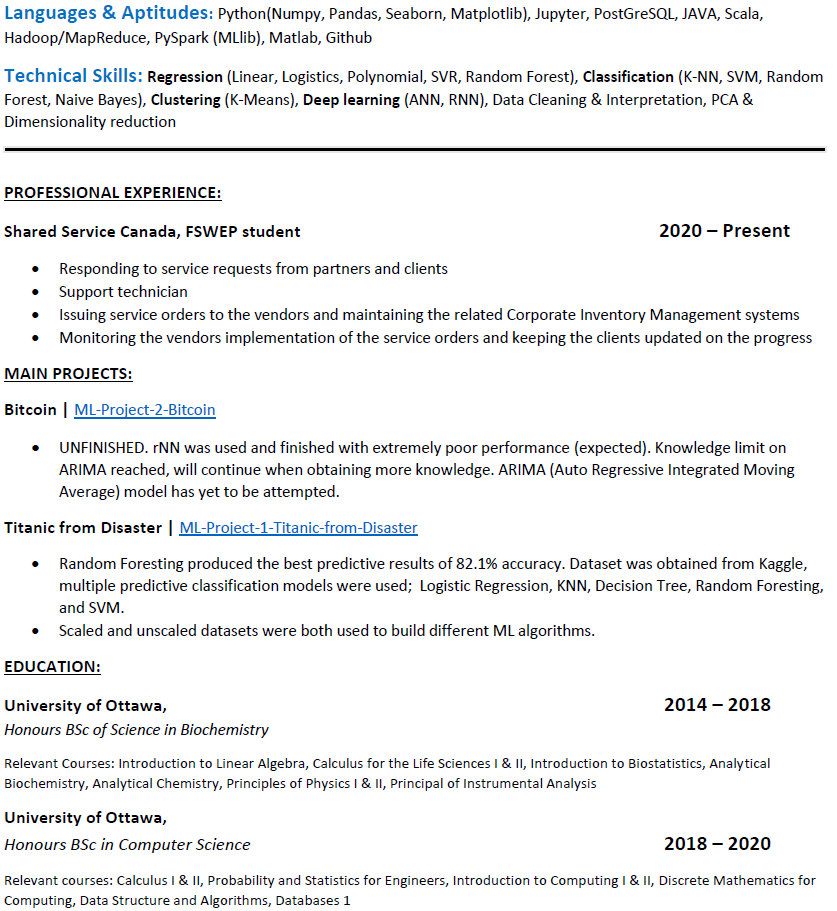 Languages & Aptitudes: Python(Numpy, Pandas, Seaborn, Matplotlib), Jupyter, PostGreSQL, JAVA, Scala,
Hadoop/MapReduce, PySpark (MLlib), Matlab, Github
Technical Skills: Regression (Linear, Logistics, Polynomial, SVR, Random Forest), Classification (K-NN, SVM, Random
Forest, Naive Bayes), Clustering (K-Means), Deep learning (ANN, RNN), Data Cleaning & Interpretation, PCA &
Dimensionality reduction
PROFESSIONAL EXPERIENCE:
Shared Service Canada, FSWEP student 2020 – Present
• Responding to service requests from partners and clients
• Support technician
• Issuing service orders to the vendors and maintaining the related Corporate Inventory Management systems
• Monitoring the vendors implementation of the service orders and keeping the clients updated on the progress
MAIN PROJECTS:
Bitcoin | ML-Project-2-Bitcoin
• UNFINISHED. rNN was used and finished with extremely poor performance (expected). Knowledge limit on
ARIMA reached, will continue when obtaining more knowledge. ARIMA (Auto Regressive Integrated Moving
Average) model has yet to be attempted.
Titanic from Disaster | ML-Project-1-Titanic-from-Disaster
• Random Foresting produced the best predictive results of 82.1% accuracy. Dataset was obtained from Kaggle,
multiple predictive classification models were used; Logistic Regression, KNN, Decision Tree, Random Foresting,
and SVM.
• Scaled and unscaled datasets were both used to build different ML algorithms.
EDUCATION:
University of Ottawa, 2014 – 2018
Honours BSc of Science in Biochemistry
Relevant Courses: Introduction to Linear Algebra, Calculus for the Life Sciences I & II, Introduction to Biostatistics, Analytical
Biochemistry, Analytical Chemistry, Principles of Physics I & II, Principal of Instrumental Analysis
University of Ottawa,
Honours BSc in Computer Science 2018 – 2020
Relevant courses: Calculus I & II, Probability and Statistics for Engineers, Introduction to Computing I & II, Discrete Mathematics for
Computing, Data Structure and Algorithms, Databases 1